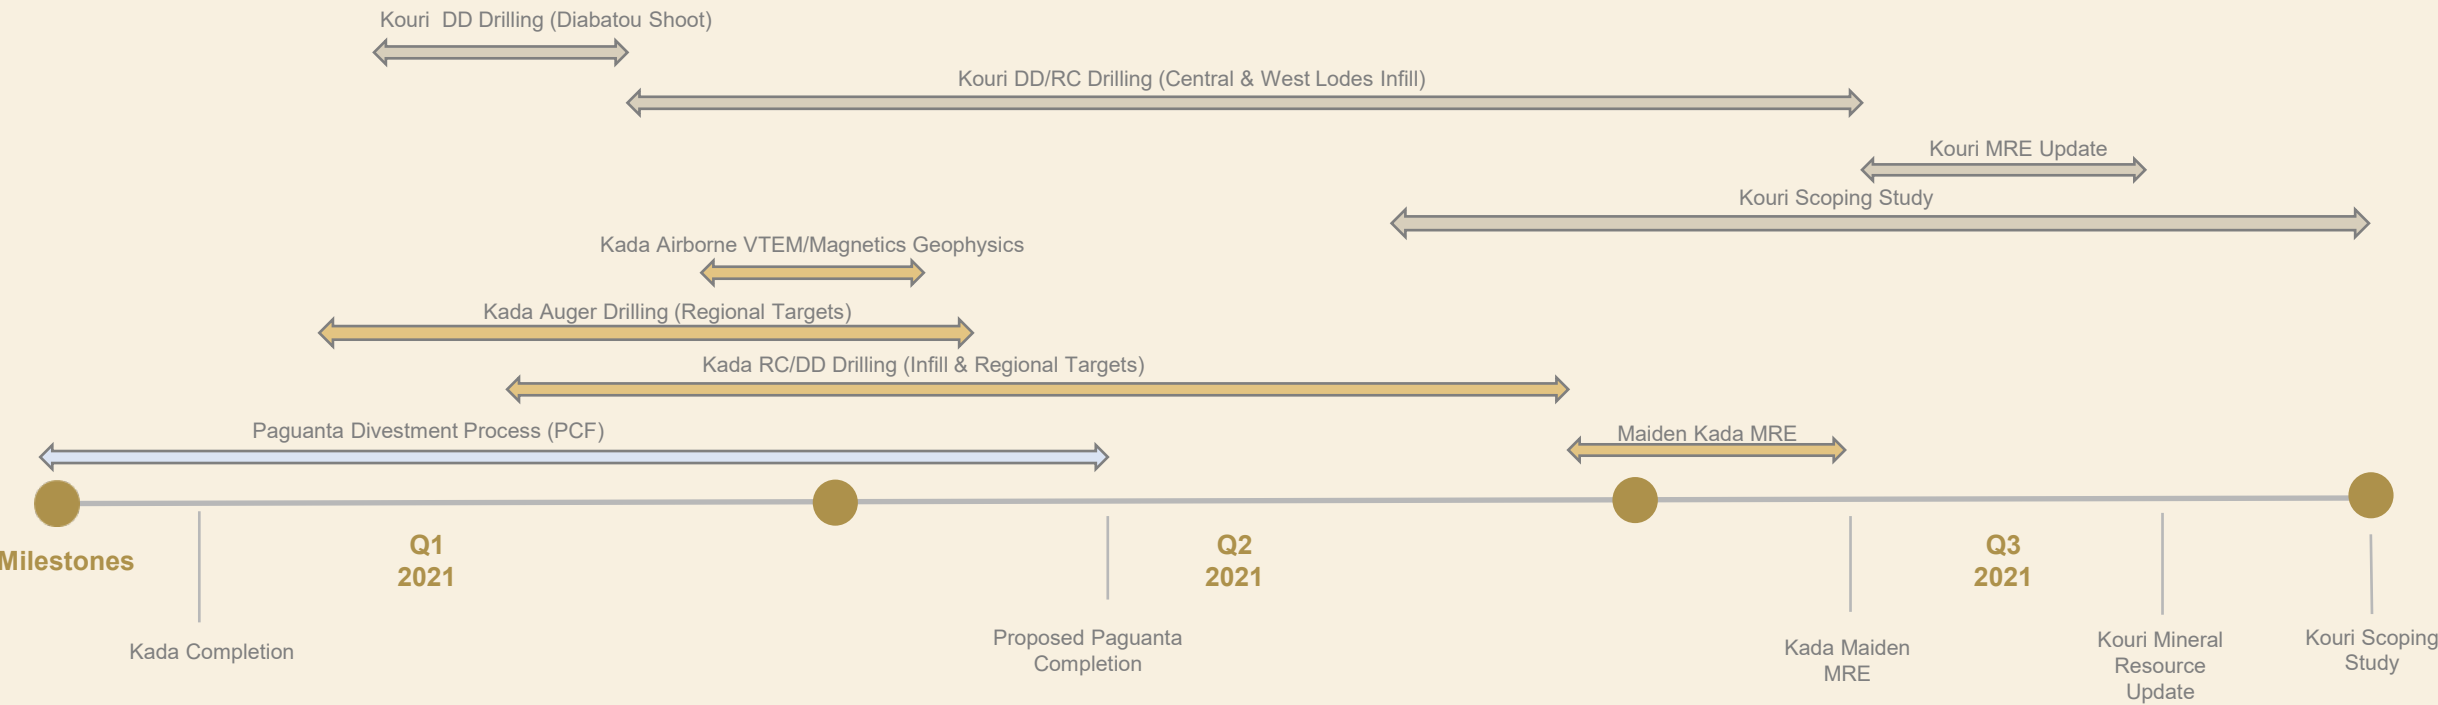 Kouri  DD Drilling (Diabatou Shoot)
Kouri DD/RC Drilling (Central & West Lodes Infill)
Kouri MRE Update
Kouri Scoping Study
Kada Airborne VTEM/Magnetics Geophysics
Kada Auger Drilling (Regional Targets)
Kada RC/DD Drilling (Infill & Regional Targets)
Paguanta Divestment Process (PCF)
Maiden Kada MRE
Milestones
Q1
2021
Q2
2021
Q3
2021
Kada Completion
Proposed Paguanta
Completion
Kada Maiden
MRE
Kouri Mineral
Resource
Update
Kouri Scoping
Study